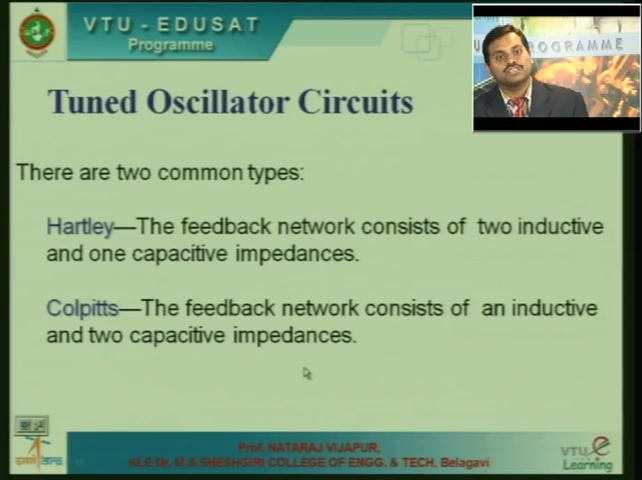 VTU - EDUSAT
Programme
PROGRAMME
Tuned Oscillator Circuits
There are two common types:
Hartley—The feedback network consists of two inductive
and one capacitive impedances.
Colpitts—The feedback network consists of an inductive
and two capacitive impedances.
Prof. NATARAJ VIJAPUR,
KLE Dr. M.S.SHESHGIRI COLLEGE OF ENGG. & TECH. Belagavi
VTU e
Learning